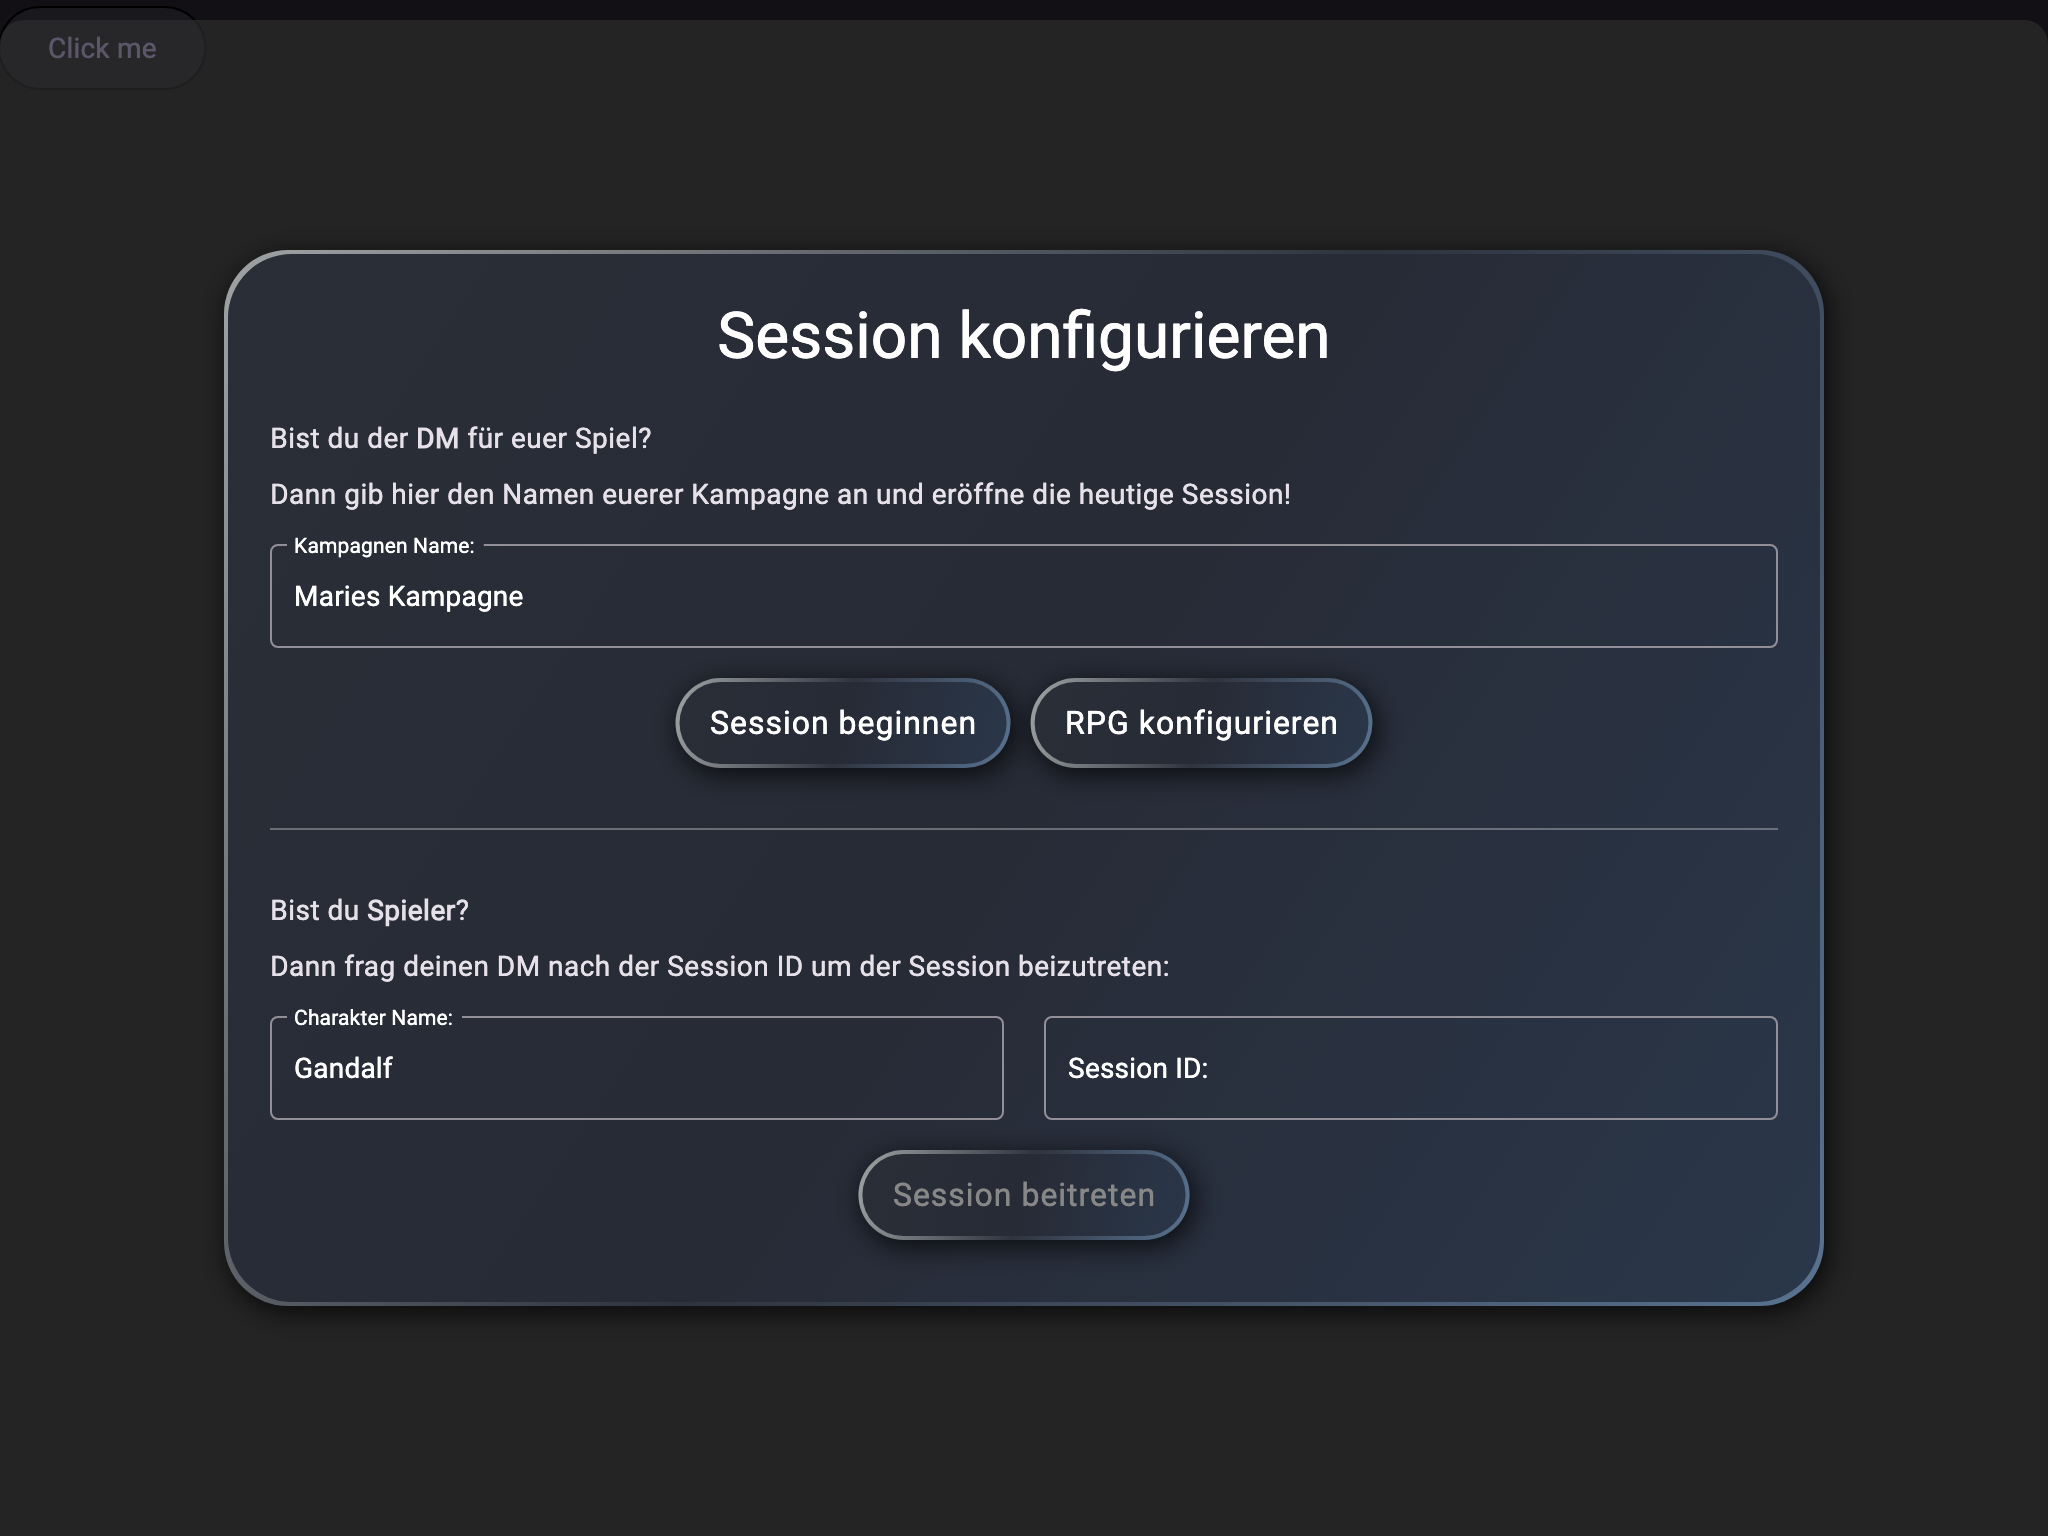 Click me
Session konfigurieren
Bist du der DM für euer Spiel?
Dann gib hier den Namen euerer Kampagne an und eröffne die heutige Session!
Kampagnen Name:
Maries Kampagne
Session beginnen
RPG konfigurieren
Bist du Spieler?
Dann frag deinen DM nach der Session ID um der Session beizutreten:
Charakter Name:
Gandalf
Session ID:
Session beitreten